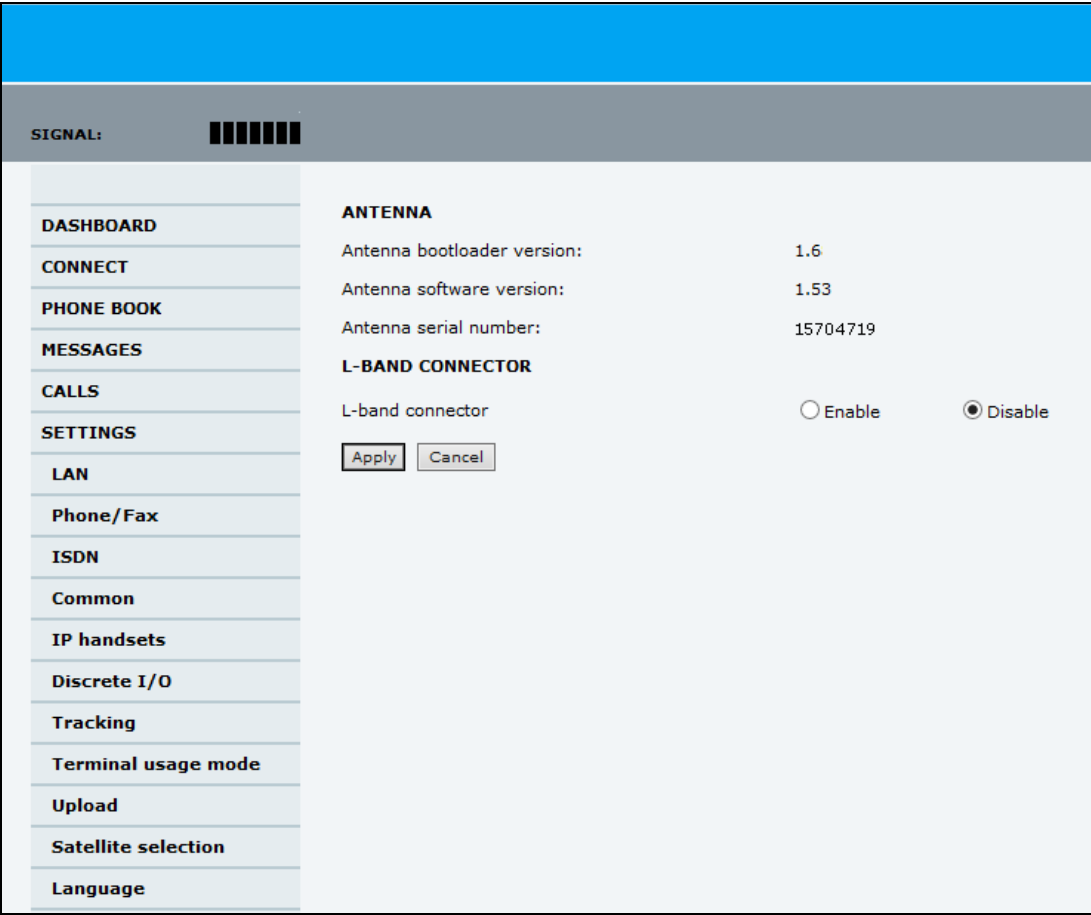 SIGNAL:
DASHBOARD
CONNECT
PHONE BOOK
MESSAGES
CALLS
SETTINGS
LAN
Phone/Fax
ISDN
Common
IP handsets
Discrete I/O
Tracking
Terminal usage mode
Upload
Satellite selection
Language
ANTENNA
Antenna bootloader version: 1.6
Antenna software version: 1.53
Antenna serial number: 15704719
L-BAND CONNECTOR
L-band connector Enable Disable
Apply Cancel